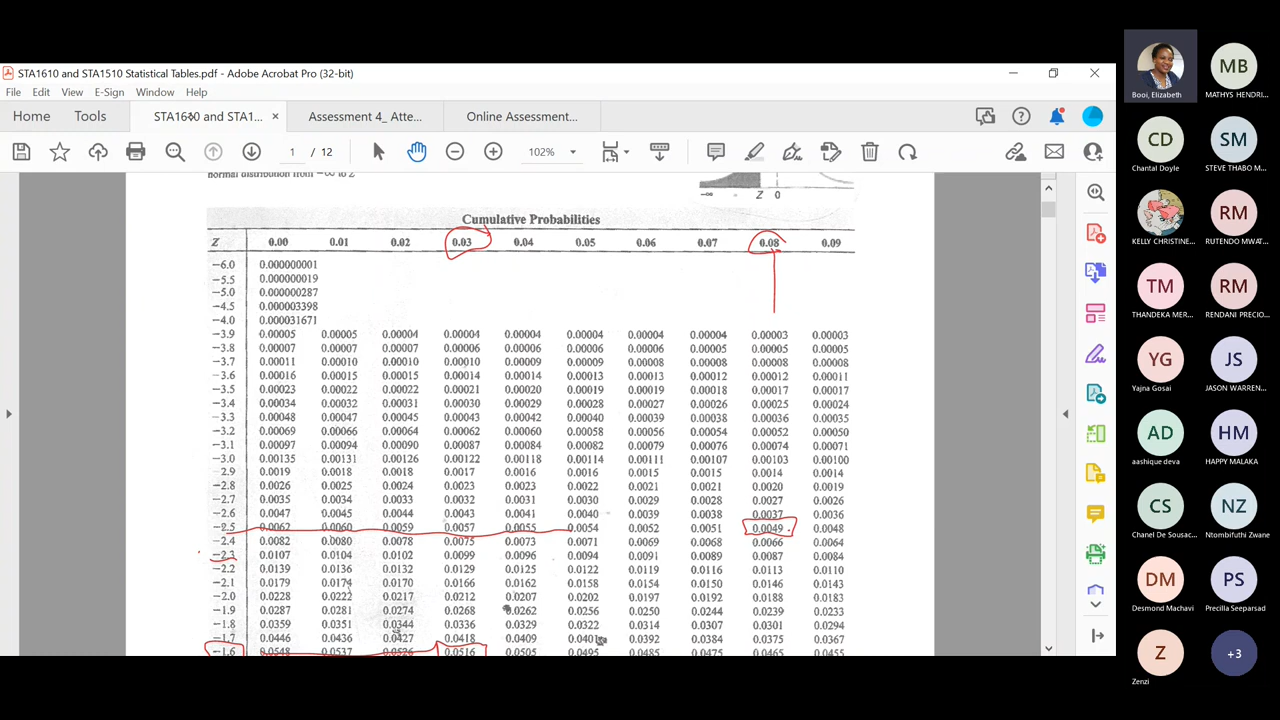 STA1610 and STA1510 Statistical Tables.pdf - Adobe Acrobat Pro (32-bit)
File Edit View E-Sign Window Help
Home Tools STA1610 and STA1... × Assessment 4_ Atte... Online Assessment...
1 / 12 102%
normal distribution from −∞ to Z
−∞ Z 0
Cumulative Probabilities
Z 0.00 0.01 0.02 0.03 0.04 0.05 0.06 0.07 0.08 0.09
−6.0 0.000000001
−5.5 0.000000019
−5.0 0.000000287
−4.5 0.000003398
−4.0 0.000031671
−3.9 0.00005 0.00005 0.00004 0.00004 0.00004 0.00004 0.00004 0.00004 0.00003 0.00003
−3.8 0.00007 0.00007 0.00007 0.00006 0.00006 0.00006 0.00006 0.00005 0.00005 0.00005
−3.7 0.00011 0.00010 0.00010 0.00010 0.00009 0.00009 0.00008 0.00008 0.00008 0.00008
−3.6 0.00016 0.00015 0.00015 0.00014 0.00014 0.00013 0.00013 0.00012 0.00012 0.00011
−3.5 0.00023 0.00022 0.00022 0.00021 0.00020 0.00019 0.00019 0.00018 0.00017 0.00017
−3.4 0.00034 0.00032 0.00031 0.00030 0.00029 0.00028 0.00027 0.00026 0.00025 0.00024
−3.3 0.00048 0.00047 0.00045 0.00043 0.00042 0.00040 0.00039 0.00038 0.00036 0.00035
−3.2 0.00069 0.00066 0.00064 0.00062 0.00060 0.00058 0.00056 0.00054 0.00052 0.00050
−3.1 0.00097 0.00094 0.00090 0.00087 0.00084 0.00082 0.00079 0.00076 0.00074 0.00071
−3.0 0.00135 0.00131 0.00126 0.00122 0.00118 0.00114 0.00111 0.00107 0.00103 0.00100
−2.9 0.0019 0.0018 0.0018 0.0017 0.0016 0.0016 0.0015 0.0015 0.0014 0.0014
−2.8 0.0026 0.0025 0.0024 0.0023 0.0023 0.0022 0.0021 0.0021 0.0020 0.0019
−2.7 0.0035 0.0034 0.0033 0.0032 0.0031 0.0030 0.0029 0.0028 0.0027 0.0026
−2.6 0.0047 0.0045 0.0044 0.0043 0.0041 0.0040 0.0039 0.0038 0.0037 0.0036
−2.5 0.0062 0.0060 0.0059 0.0057 0.0055 0.0054 0.0052 0.0051 0.0049 0.0048
−2.4 0.0082 0.0080 0.0078 0.0075 0.0073 0.0071 0.0069 0.0068 0.0066 0.0064
−2.3 0.0107 0.0104 0.0102 0.0099 0.0096 0.0094 0.0091 0.0089 0.0087 0.0084
−2.2 0.0139 0.0136 0.0132 0.0129 0.0125 0.0122 0.0119 0.0116 0.0113 0.0110
−2.1 0.0179 0.0174 0.0170 0.0166 0.0162 0.0158 0.0154 0.0150 0.0146 0.0143
−2.0 0.0228 0.0222 0.0217 0.0212 0.0207 0.0202 0.0197 0.0192 0.0188 0.0183
−1.9 0.0287 0.0281 0.0274 0.0268 0.0262 0.0256 0.0250 0.0244 0.0239 0.0233
−1.8 0.0359 0.0351 0.0344 0.0336 0.0329 0.0322 0.0314 0.0307 0.0301 0.0294
−1.7 0.0446 0.0436 0.0427 0.0418 0.0409 0.0401 0.0392 0.0384 0.0375 0.0367
−1.6 0.0548 0.0537 0.0526 0.0516 0.0505 0.0495 0.0485 0.0475 0.0465 0.0455
Booi, Elizabeth
MB
MATHYS HENDRI...
CD
Chantal Doyle
SM
STEVE THABO M...
KELLY CHRISTINE...
RM
RUTENDO MWAT...
TM
THANDEKA MER...
RM
RENDANI PRECIO...
YG
Yajna Gosai
JS
JASON WARREN...
AD
aashique deva
HM
HAPPY MALAKA
CS
Chanel De Sousac...
NZ
Ntombifuthi Zwane
DM
Desmond Machavi
PS
Precilla Seeparsad
Z
Zenzi
+3